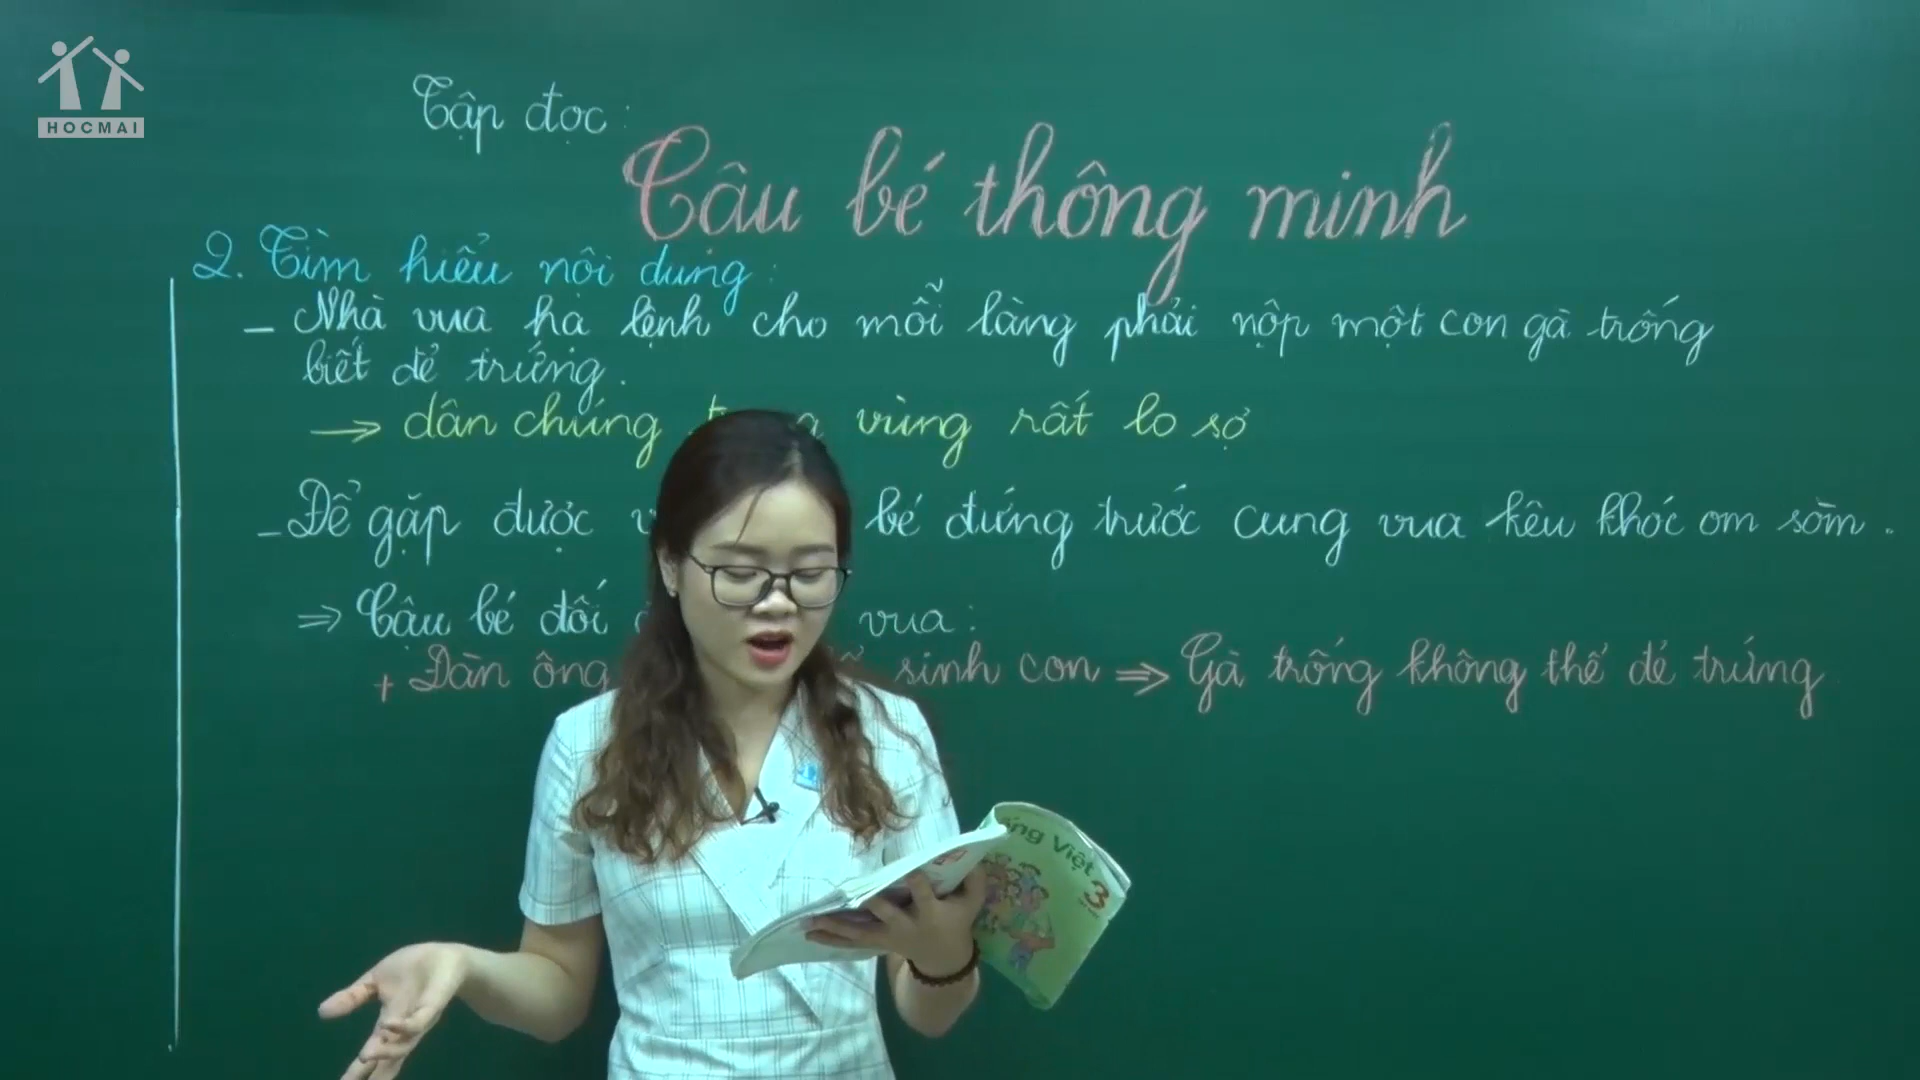 HOCMAI
Tập đọc:
Cậu bé thông minh
2. Tìm hiểu nội dung:
- Nhà vua hạ lệnh cho mỗi làng phải nộp một con gà trống
biết đẻ trứng.
→ dân chúng vùng rất lo sợ
- Để gặp được bé đứng trước cung vua kêu khóc om sòm.
⇒ Cậu bé đối vua:
+ Đàn ông sinh con ⇒ Gà trống không thể đẻ trứng
ếng Việt
3